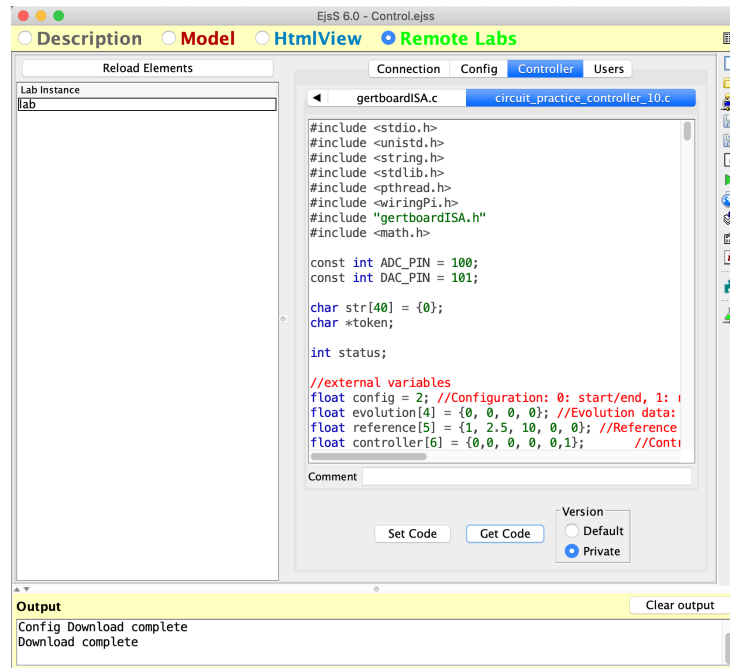 EjsS 6.0 - Control.ejss
Description Model HtmlView Remote Labs
Reload Elements
Lab Instance
lab
Connection Config Controller Users
gertboardISA.c circuit_practice_controller_10.c
#include <stdio.h>
#include <unistd.h>
#include <string.h>
#include <stdlib.h>
#include <pthread.h>
#include <wiringPi.h>
#include "gertboardISA.h"
#include <math.h>
const int ADC_PIN = 100;
const int DAC_PIN = 101;
char str[40] = {0};
char *token;
int status;
//external variables
float config = 2; //Configuration: 0: start/end, 1:
float evolution[4] = {0, 0, 0, 0}; //Evolution data:
float reference[5] = {1, 2.5, 10, 0, 0}; //Reference
float controller[6] = {0,0, 0, 0, 0,1}; //Contr
Comment
Set Code Get Code
Version
Default
Private
Output
Clear output
Config Download complete
Download complete